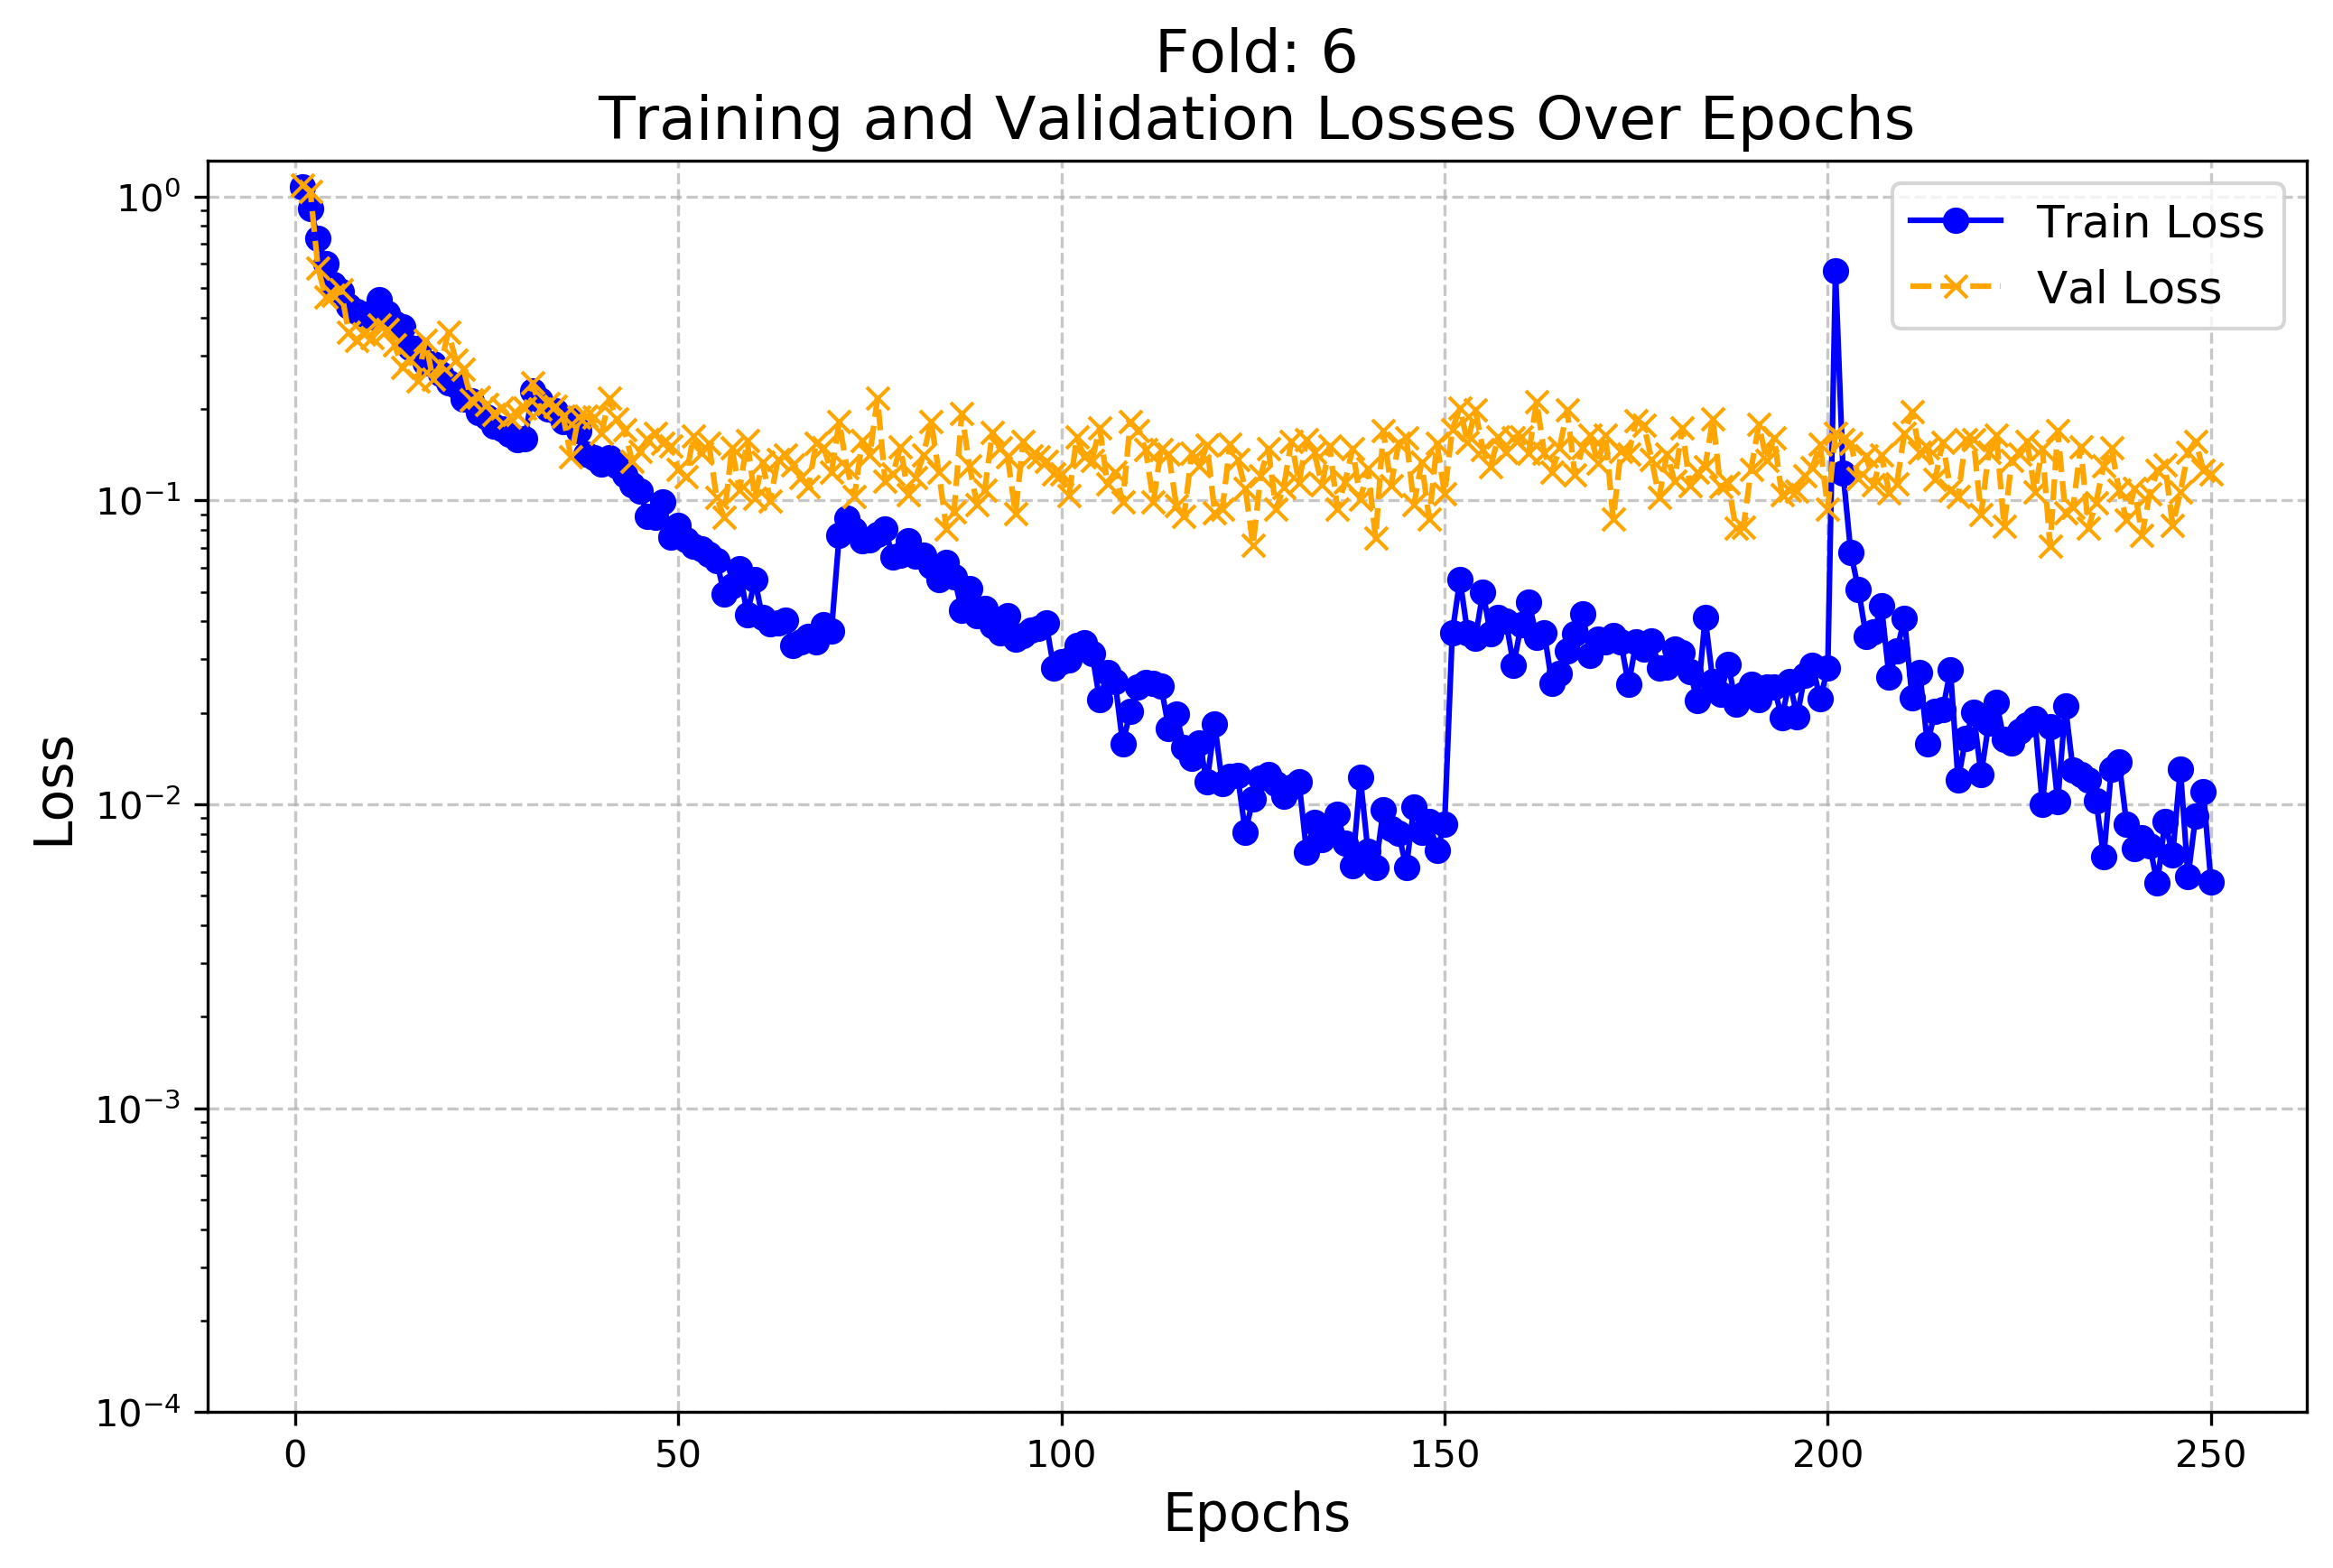 Fold: 6
Training and Validation Losses Over Epochs
Train Loss
Val Loss
10⁰
10⁻¹
10⁻²
10⁻³
10⁻⁴
Loss
0 50 100 150 200 250
Epochs